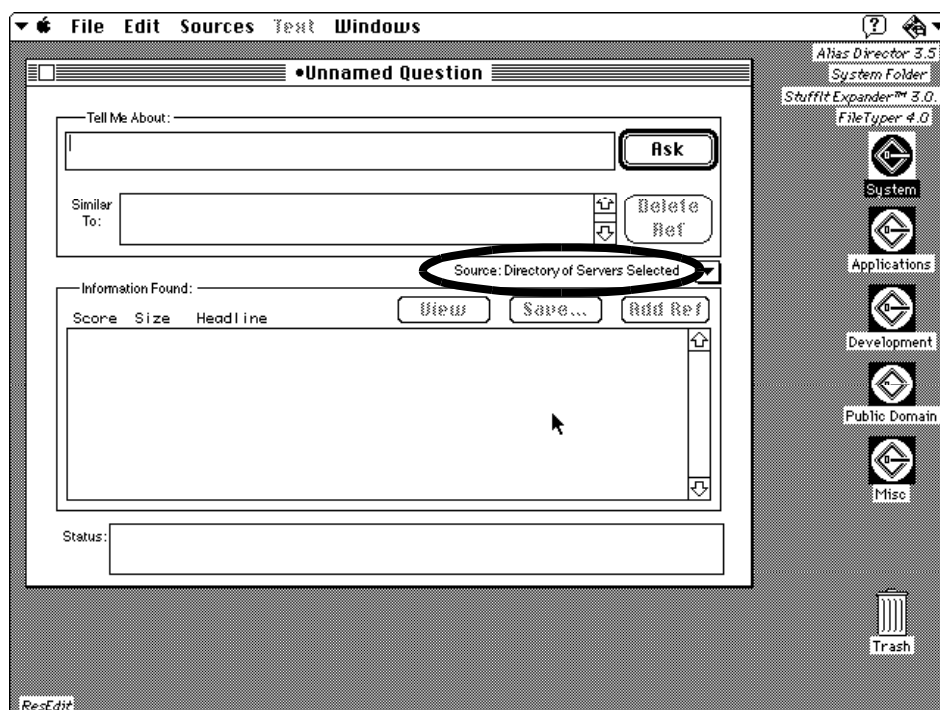 File Edit Sources Text Windows
Alias Director 3.5
System Folder
StuffIt Expander™ 3.0.
FileTyper 4.0
•Unnamed Question
Tell Me About:
Ask
Similar
To:
Delete
Ref
Source: Directory of Servers Selected
Information Found:
View Save... Add Ref
Score Size Headline
Status:
System
Applications
Development
Public Domain
Misc
Trash
ResEdit